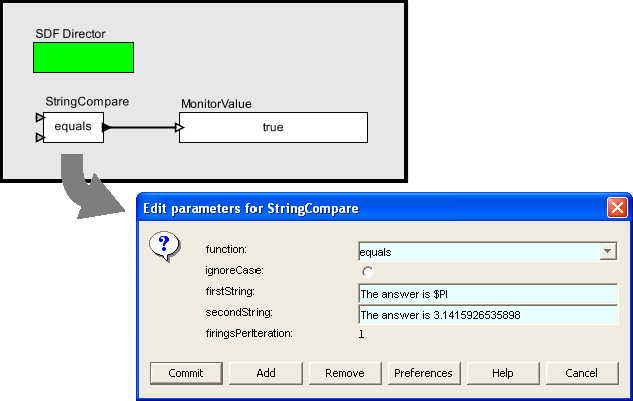 SDF Director
StringCompare
MonitorValue
equals
true
Edit parameters for StringCompare
?
function:
equals
ignoreCase:
firstString:
The answer is $PI
secondString:
The answer is 3.1415926535898
firingsPerIteration:
1
Commit
Add
Remove
Preferences
Help
Cancel